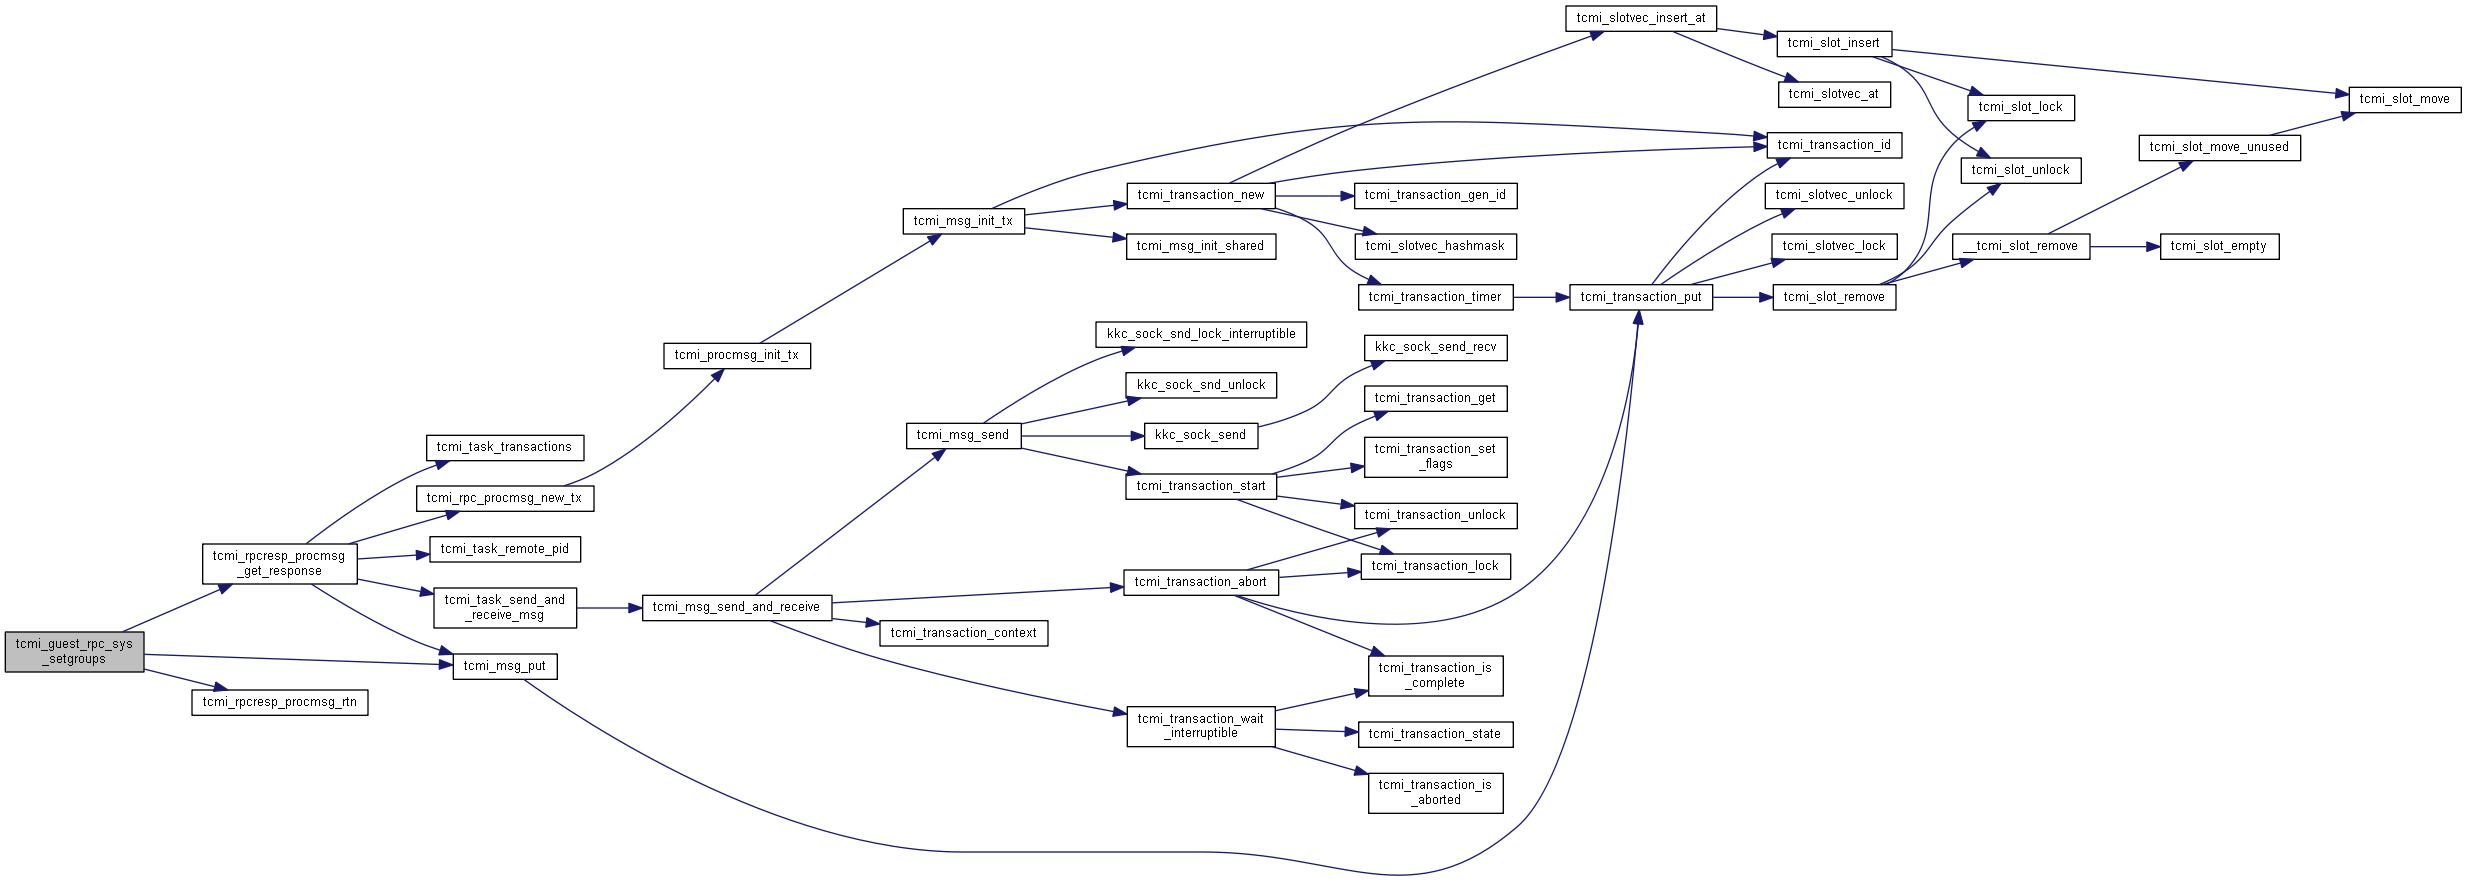 tcmi_guest_rpc_sys
_setgroups
tcmi_rpcresp_procmsg
_get_response
tcmi_rpcresp_procmsg_rtn
tcmi_task_transactions
tcmi_rpc_procmsg_new_tx
tcmi_task_remote_pid
tcmi_task_send_and
_receive_msg
tcmi_msg_put
tcmi_procmsg_init_tx
tcmi_msg_send_and_receive
tcmi_msg_init_tx
tcmi_msg_send
tcmi_transaction_context
tcmi_transaction_new
tcmi_msg_init_shared
kkc_sock_snd_lock_interruptible
kkc_sock_snd_unlock
kkc_sock_send
tcmi_transaction_start
tcmi_transaction_abort
tcmi_transaction_wait
_interruptible
tcmi_transaction_gen_id
tcmi_slotvec_hashmask
tcmi_transaction_timer
kkc_sock_send_recv
tcmi_transaction_get
tcmi_transaction_set
_flags
tcmi_transaction_unlock
tcmi_transaction_lock
tcmi_transaction_is
_complete
tcmi_transaction_state
tcmi_transaction_is
_aborted
tcmi_slotvec_insert_at
tcmi_transaction_put
tcmi_slot_insert
tcmi_slotvec_at
tcmi_transaction_id
tcmi_slotvec_unlock
tcmi_slotvec_lock
tcmi_slot_remove
tcmi_slot_lock
tcmi_slot_unlock
__tcmi_slot_remove
tcmi_slot_move_unused
tcmi_slot_empty
tcmi_slot_move